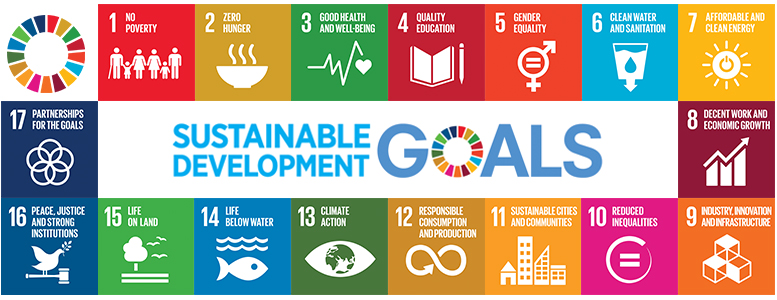 1 NO
POVERTY
2 ZERO
HUNGER
3 GOOD HEALTH
AND WELL-BEING
4 QUALITY
EDUCATION
5 GENDER
EQUALITY
6 CLEAN WATER
AND SANITATION
7 AFFORDABLE AND
CLEAN ENERGY
17 PARTNERSHIPS
FOR THE GOALS
SUSTAINABLE
DEVELOPMENT
GOALS
8 DECENT WORK AND
ECONOMIC GROWTH
16 PEACE, JUSTICE
AND STRONG
INSTITUTIONS
15 LIFE
ON LAND
14 LIFE
BELOW WATER
13 CLIMATE
ACTION
12 RESPONSIBLE
CONSUMPTION
AND PRODUCTION
11 SUSTAINABLE CITIES
AND COMMUNITIES
10 REDUCED
INEQUALITIES
9 INDUSTRY, INNOVATION
AND INFRASTRUCTURE